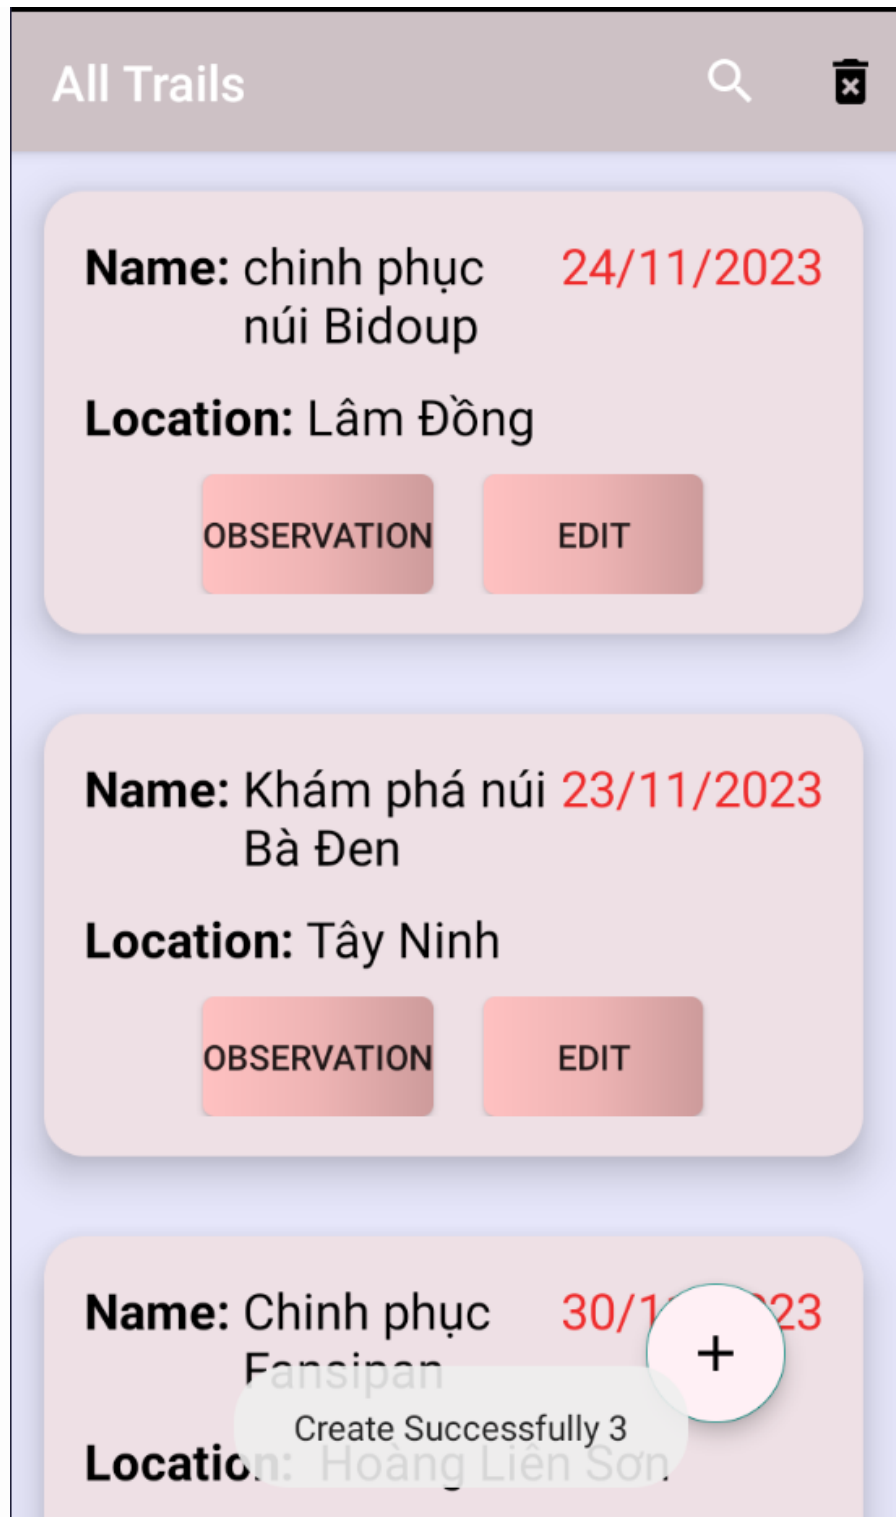 All Trails
Name: chinh phục 24/11/2023
núi Bidoup
Location: Lâm Đồng
OBSERVATION EDIT
Name: Khám phá núi 23/11/2023
Bà Đen
Location: Tây Ninh
OBSERVATION EDIT
Name: Chinh phục
Fansipan
Create Successfully 3
Location: Hoàng Liên Sơn